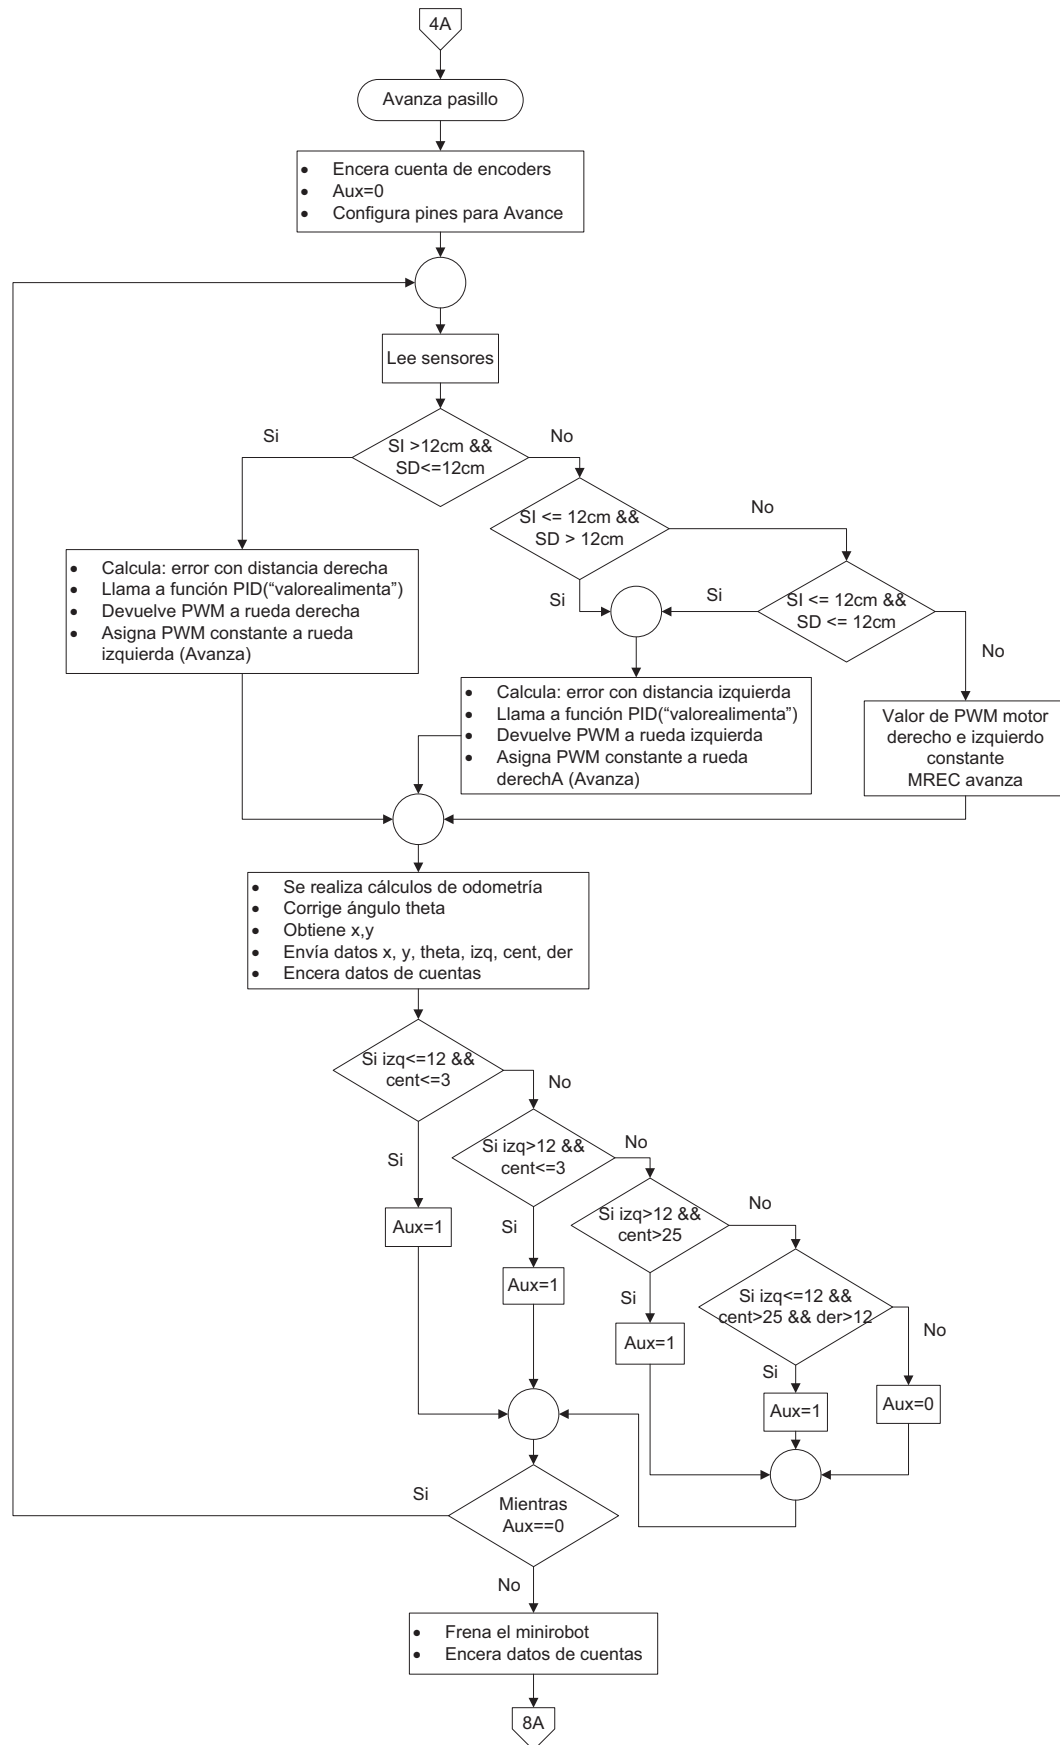 4A
Avanza pasillo
• Encera cuenta de encoders
• Aux=0
• Configura pines para Avance
Lee sensores
SI >12cm &&
SD<=12cm
Si
No
SI <= 12cm &&
SD > 12cm
No
Si
SI <= 12cm &&
SD <= 12cm
Si
No
• Calcula: error con distancia derecha
• Llama a función PID(“valorealimenta”)
• Devuelve PWM a rueda derecha
• Asigna PWM constante a rueda
izquierda (Avanza)
• Calcula: error con distancia izquierda
• Llama a función PID(“valorealimenta”)
• Devuelve PWM a rueda izquierda
• Asigna PWM constante a rueda
derechA (Avanza)
Valor de PWM motor
derecho e izquierdo
constante
MREC avanza
• Se realiza cálculos de odometría
• Corrige ángulo theta
• Obtiene x,y
• Envía datos x, y, theta, izq, cent, der
• Encera datos de cuentas
Si izq<=12 &&
cent<=3
No
Si
Si izq>12 &&
cent<=3
No
Si
Si izq>12 &&
cent>25
No
Si
Si izq<=12 &&
cent>25 && der>12
No
Si
Aux=1
Aux=1
Aux=1
Aux=1
Aux=0
Mientras
Aux==0
Si
No
• Frena el minirobot
• Encera datos de cuentas
8A